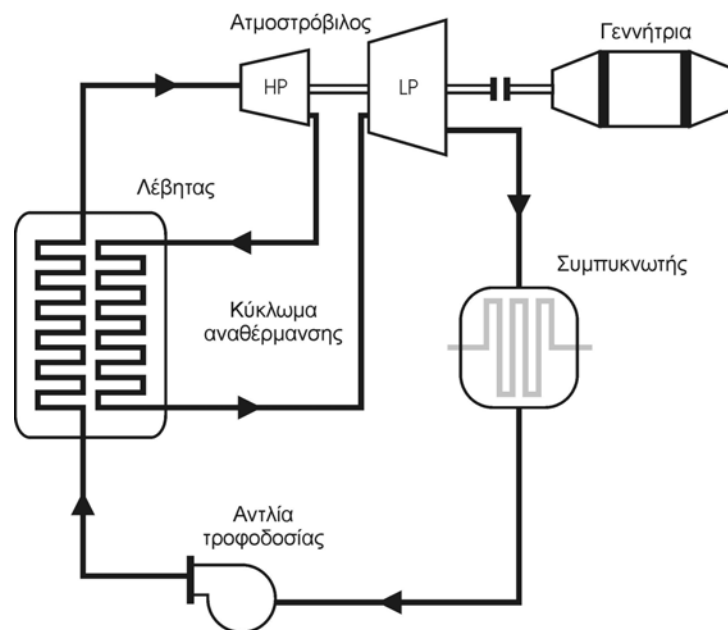 Ατμοστρόβιλος
Γεννήτρια
HP
LP
Λέβητας
Συμπυκνωτής
Κύκλωμα
αναθέρμανσης
Αντλία
τροφοδοσίας